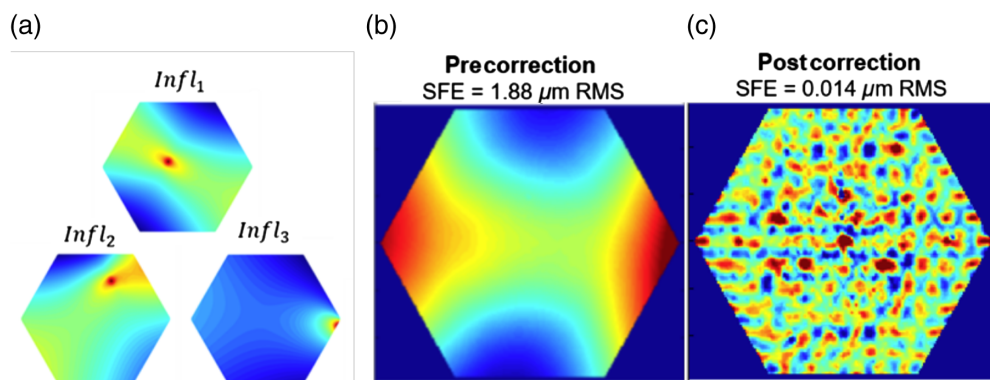 (a)
Infl₁
Infl₂
Infl₃
(b)
Precorrection
SFE = 1.88 µm RMS
(c)
Postcorrection
SFE = 0.014 µm RMS